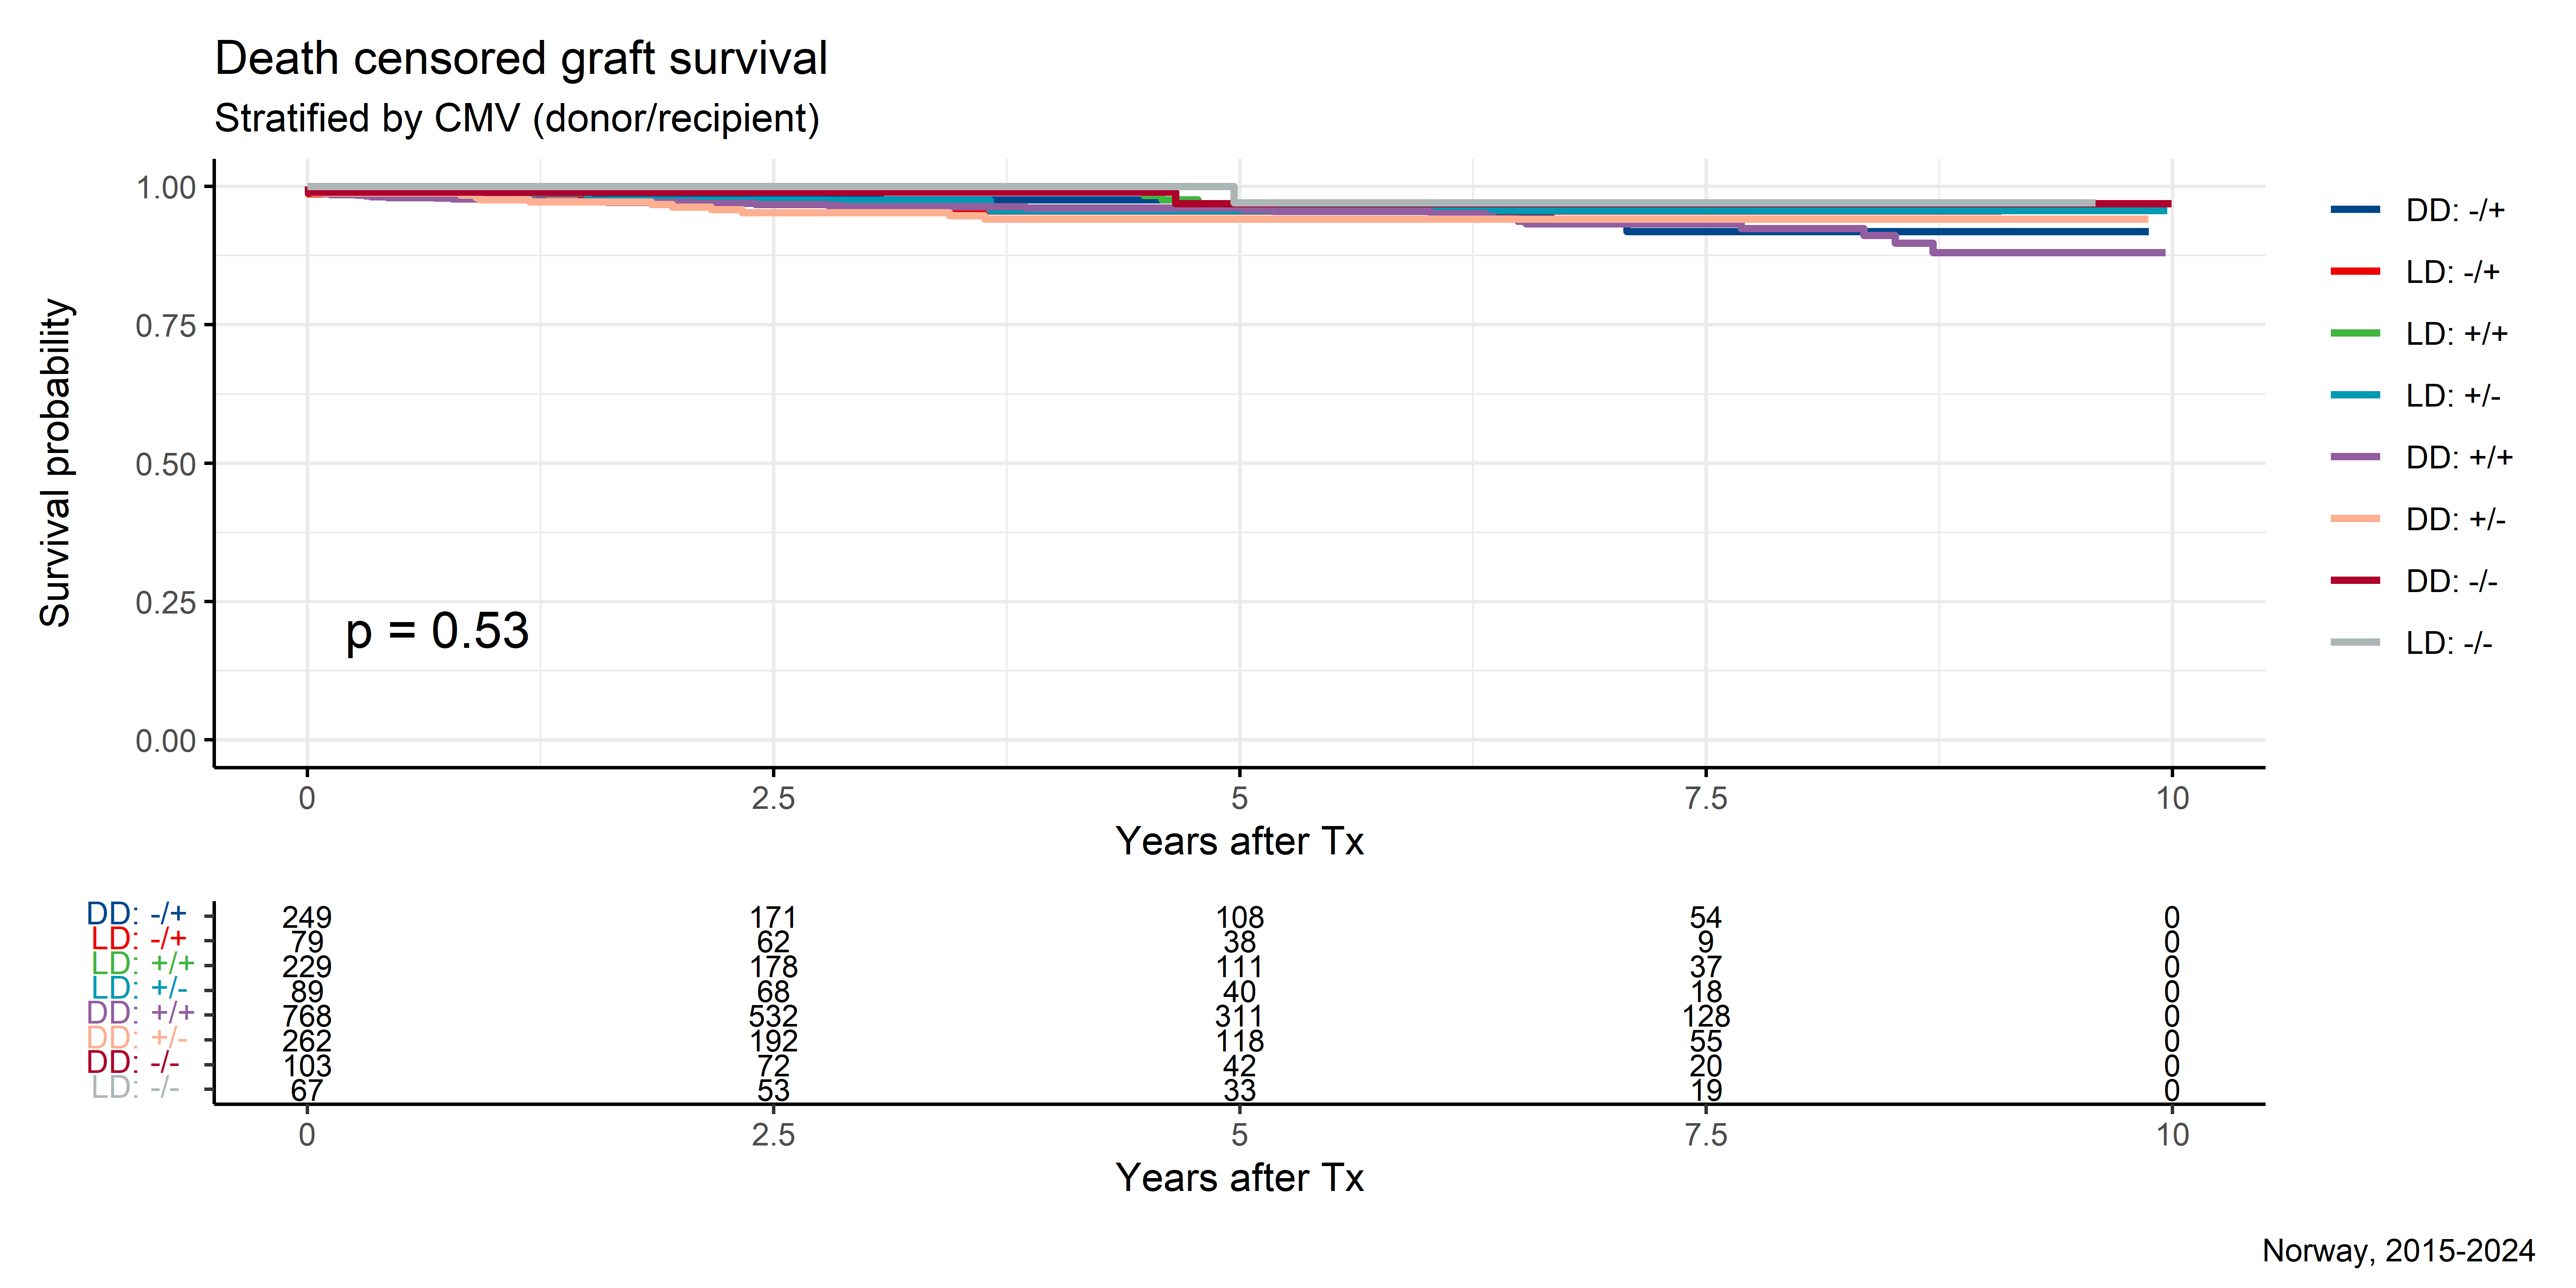 Death censored graft survival
Stratified by CMV (donor/recipient)
Survival probability
1.00
0.75
0.50
0.25
0.00
p = 0.53
0 2.5 5 7.5 10
Years after Tx
DD: -/+
LD: -/+
LD: +/+
LD: +/-
DD: +/+
DD: +/-
DD: -/-
LD: -/-
DD: -/+ 249 171 108 54 0
LD: -/+ 79 62 38 9 0
LD: +/+ 229 178 111 37 0
LD: +/- 89 68 40 18 0
DD: +/+ 768 532 311 128 0
DD: +/- 262 192 118 55 0
DD: -/- 103 72 42 20 0
LD: -/- 67 53 33 19 0
0 2.5 5 7.5 10
Years after Tx
Norway, 2015-2024